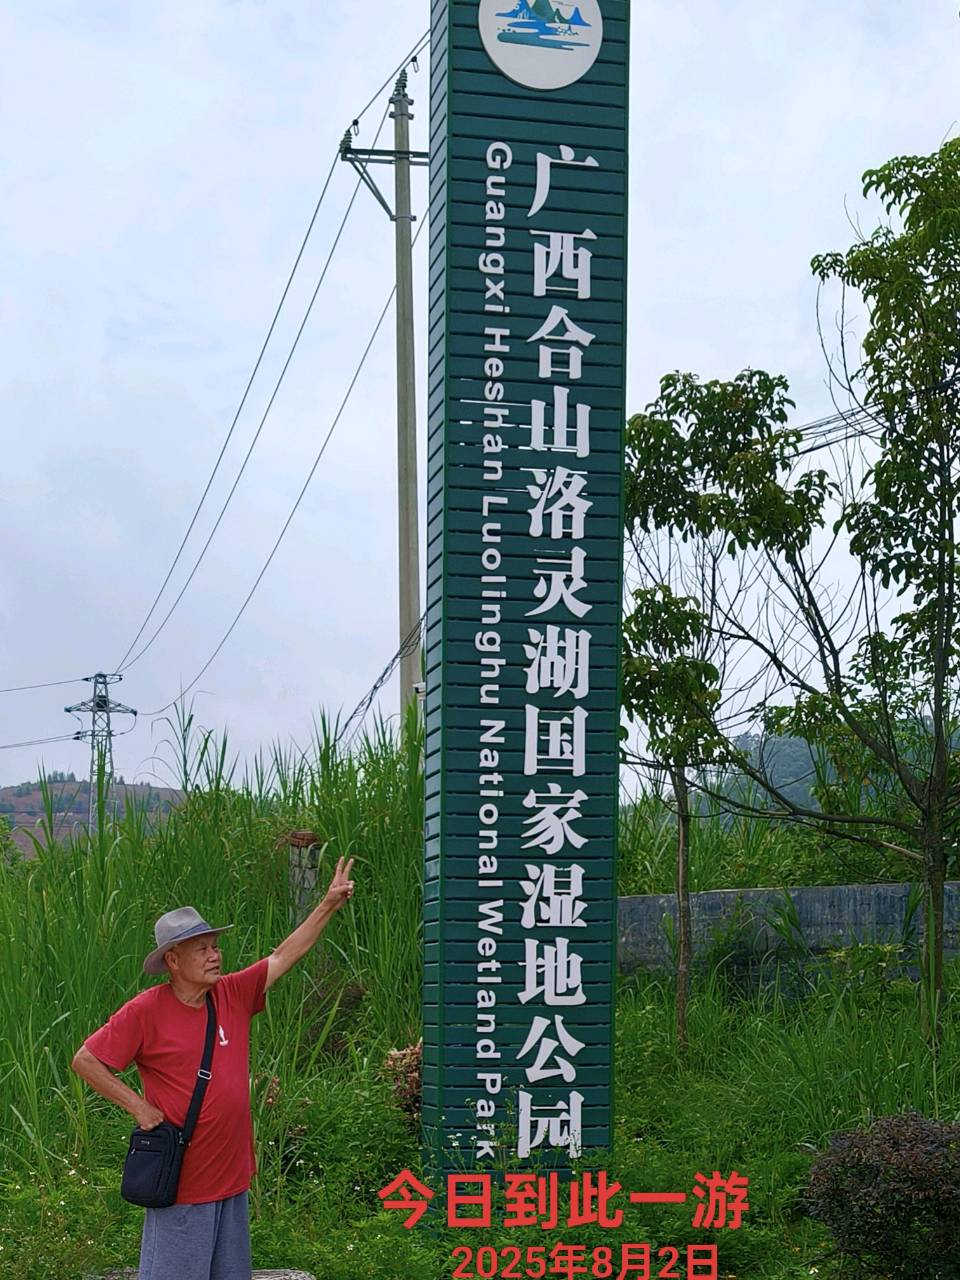 广西合山洛灵湖国家湿地公园
Guangxi Heshan Luolinghu National Wetland Park
今日到此一游
2025年8月2日